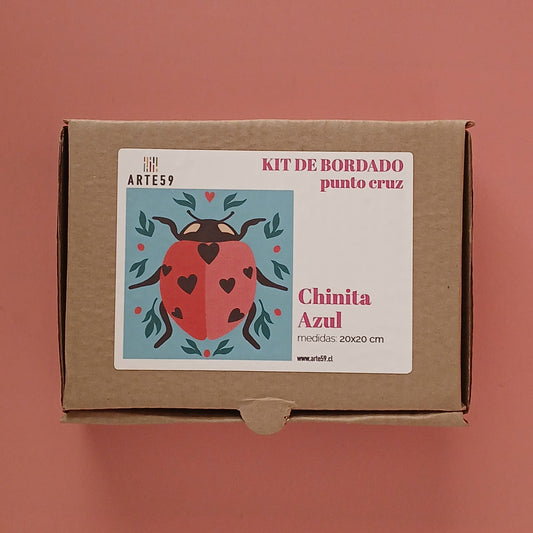 ARTE59
KIT DE BORDADO
punto cruz
Chinita
Azul
medidas: 20x20 cm
www.arte59.cl